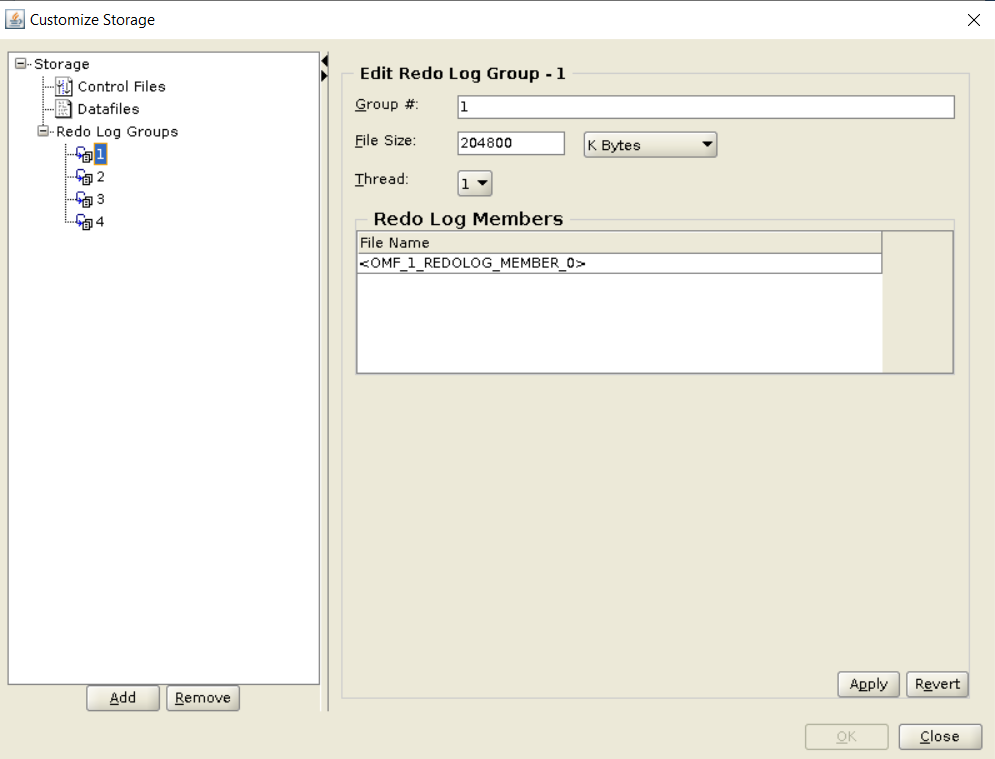 Customize Storage
Storage
Control Files
Datafiles
Redo Log Groups
1
2
3
4
Add Remove
Edit Redo Log Group - 1
Group #: 1
File Size: 204800 K Bytes
Thread: 1
Redo Log Members
File Name
<OMF_1_REDOLOG_MEMBER_0>
Apply Revert
OK Close